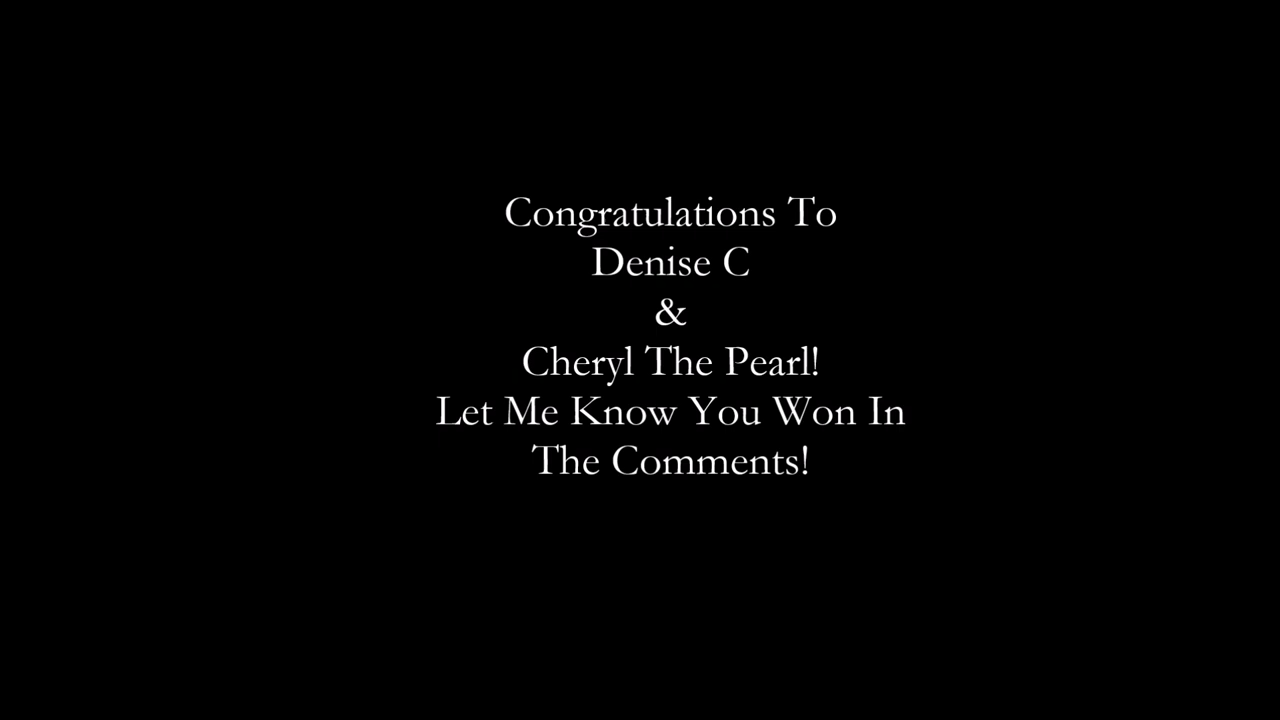 Congratulations To
Denise C
&
Cheryl The Pearl!
Let Me Know You Won In
The Comments!